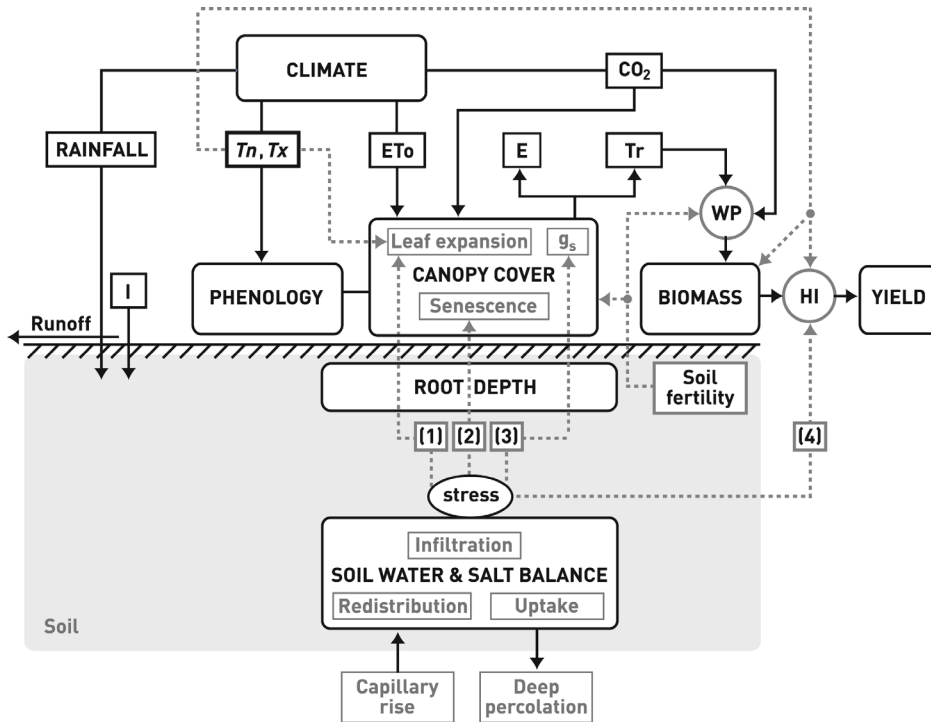 CLIMATE
CO₂
RAINFALL
Tn, Tx
ETo
E
Tr
WP
Leaf expansion
gₛ
CANOPY COVER
Senescence
PHENOLOGY
I
BIOMASS
HI
YIELD
Runoff
ROOT DEPTH
Soil
fertility
(1)
(2)
(3)
(4)
stress
Infiltration
SOIL WATER & SALT BALANCE
Redistribution
Uptake
Soil
Capillary
rise
Deep
percolation